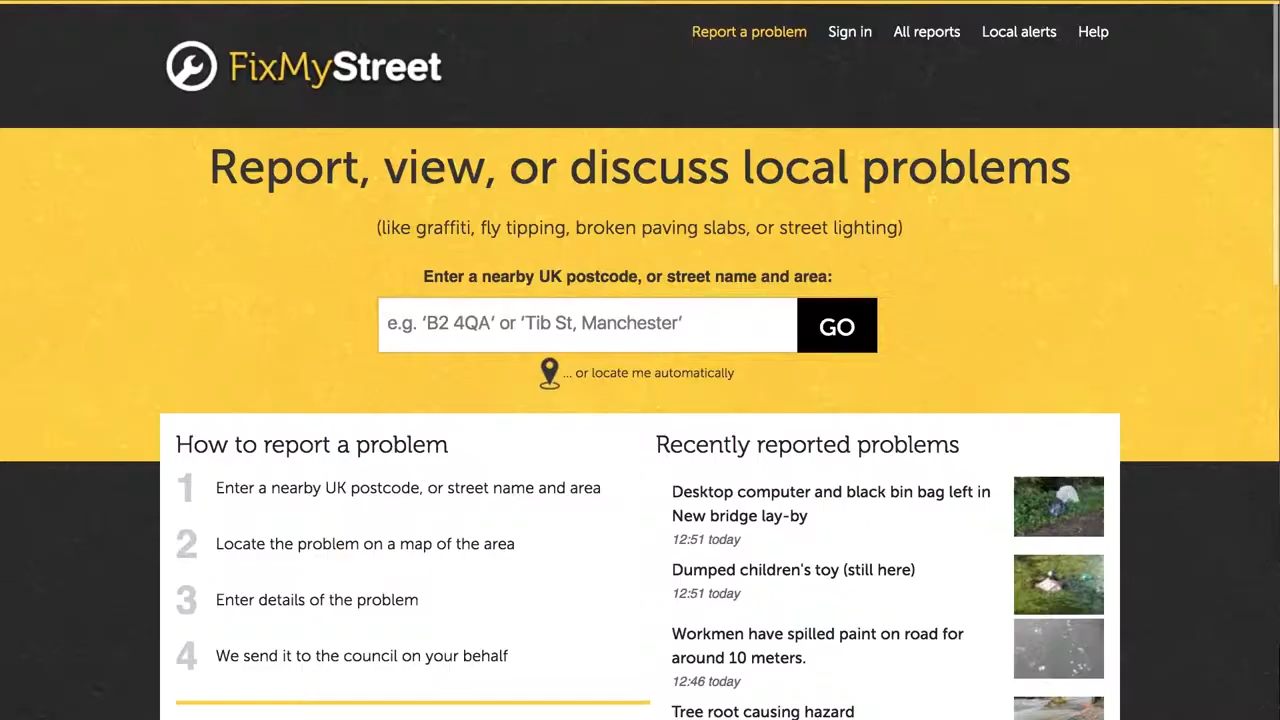 Report a problem
Sign in
All reports
Local alerts
Help
FixMyStreet
Report, view, or discuss local problems
(like graffiti, fly tipping, broken paving slabs, or street lighting)
Enter a nearby UK postcode, or street name and area:
e.g. ‘B2 4QA’ or ‘Tib St, Manchester’
GO
... or locate me automatically
How to report a problem
1 Enter a nearby UK postcode, or street name and area
2 Locate the problem on a map of the area
3 Enter details of the problem
4 We send it to the council on your behalf
Recently reported problems
Desktop computer and black bin bag left in
New bridge lay-by
12:51 today
Dumped children's toy (still here)
12:51 today
Workmen have spilled paint on road for
around 10 meters.
12:46 today
Tree root causing hazard